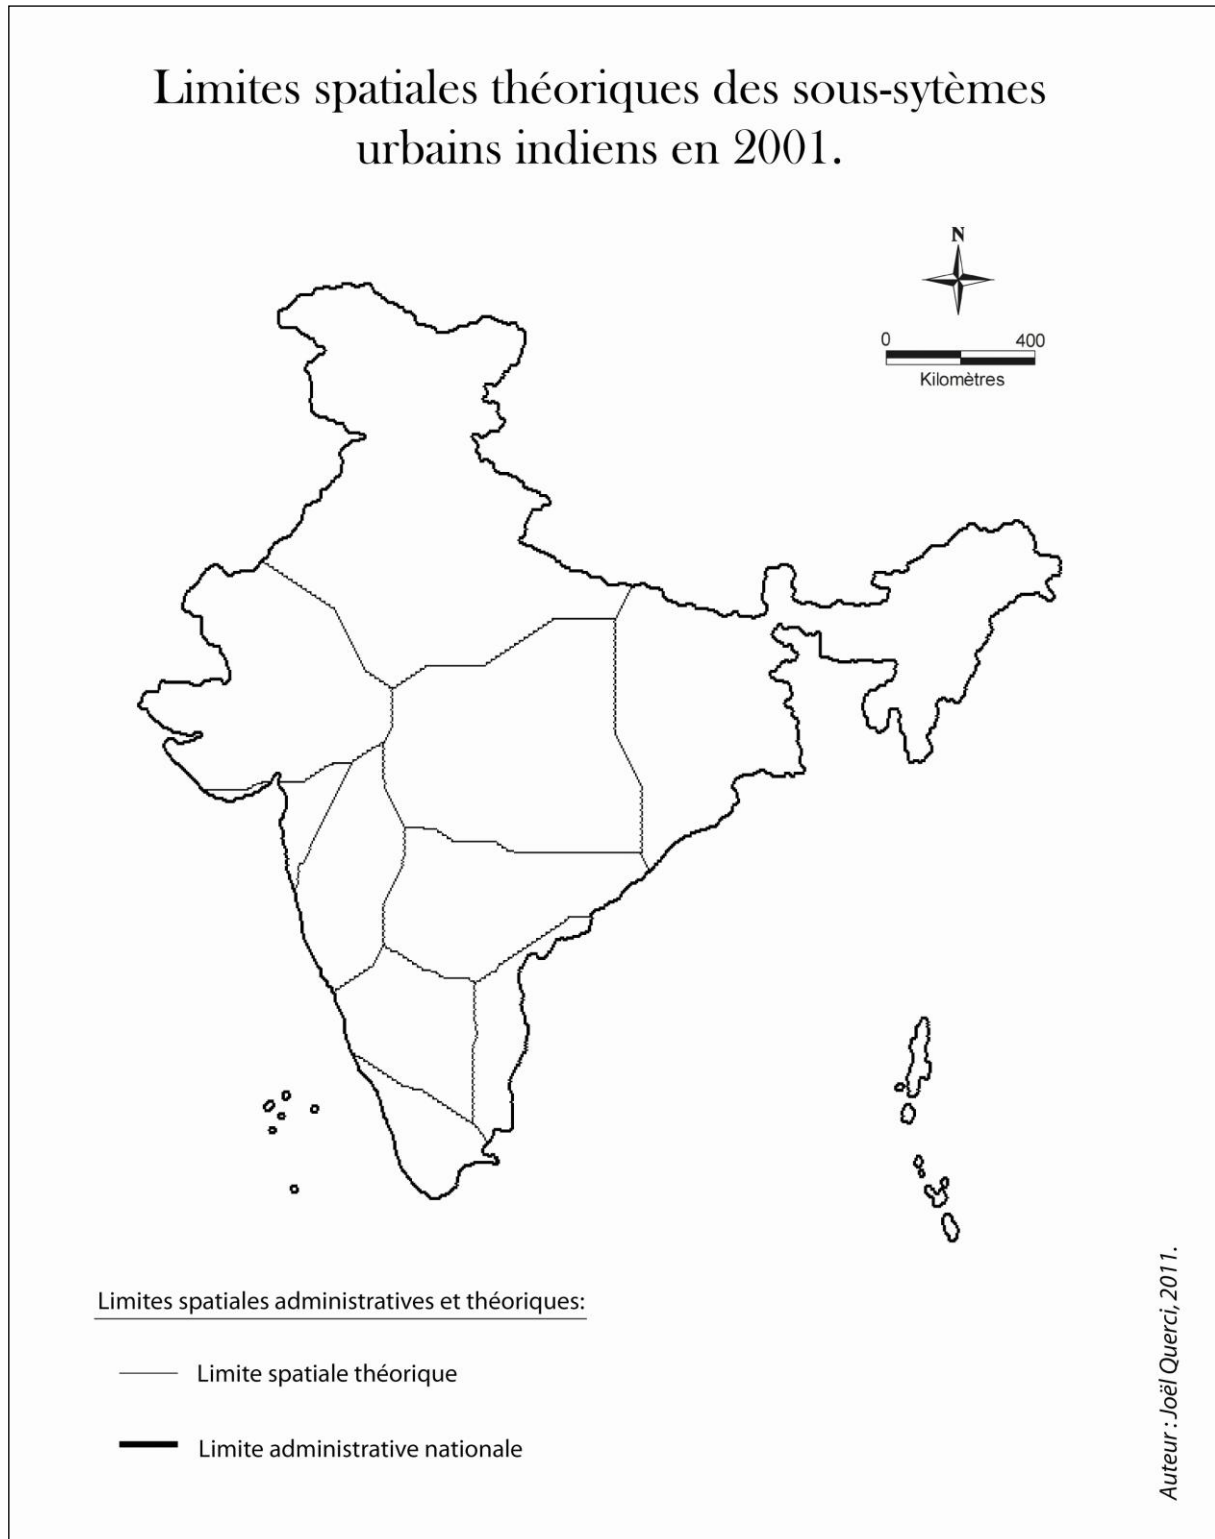 Limites spatiales théoriques des sous-sytèmes
urbains indiens en 2001.
N
0 400
Kilomètres
Limites spatiales administratives et théoriques:
Limite spatiale théorique
Limite administrative nationale
Auteur : Joël Querci, 2011.